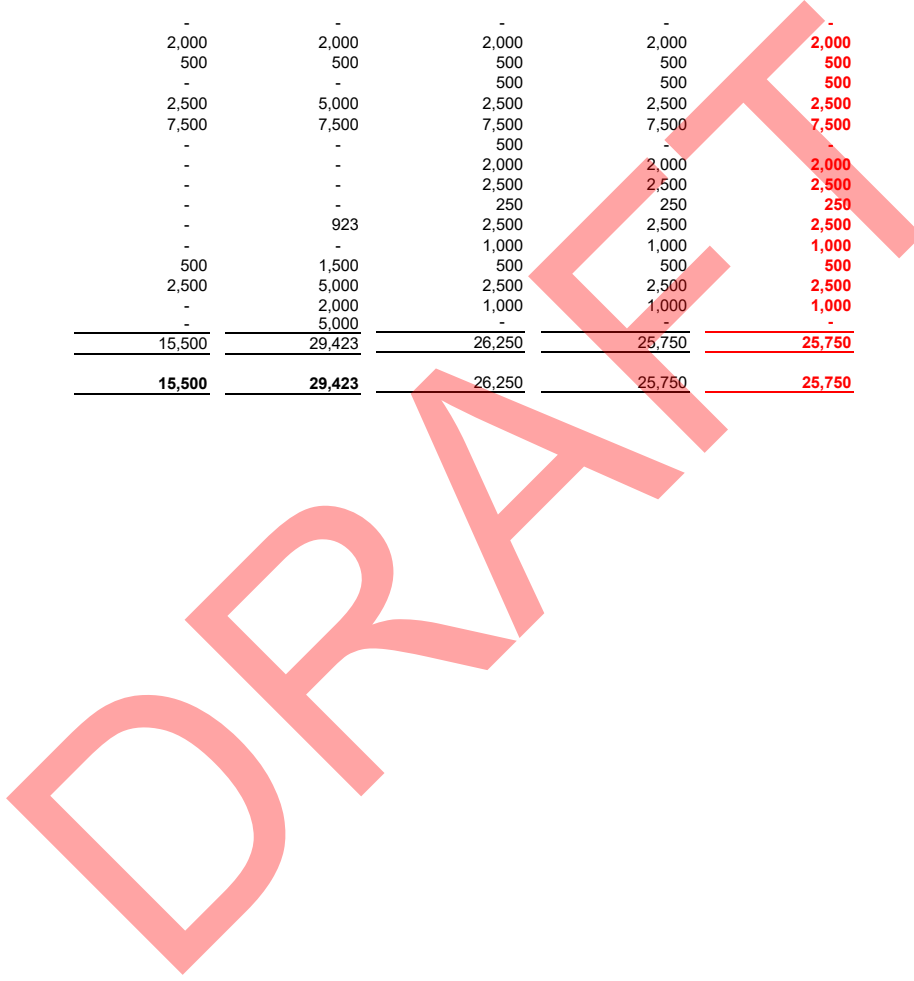 - - - - -
2,000 2,000 2,000 2,000 2,000
500 500 500 500 500
- - 500 500 500
2,500 5,000 2,500 2,500 2,500
7,500 7,500 7,500 7,500 7,500
- - 500 - -
- - 2,000 2,000 2,000
- - 2,500 2,500 2,500
- - 250 250 250
- 923 2,500 2,500 2,500
- - 1,000 1,000 1,000
500 1,500 500 500 500
2,500 5,000 2,500 2,500 2,500
- 2,000 1,000 1,000 1,000
- 5,000 - - -
15,500 29,423 26,250 25,750 25,750
15,500 29,423 26,250 25,750 25,750
DRAFT